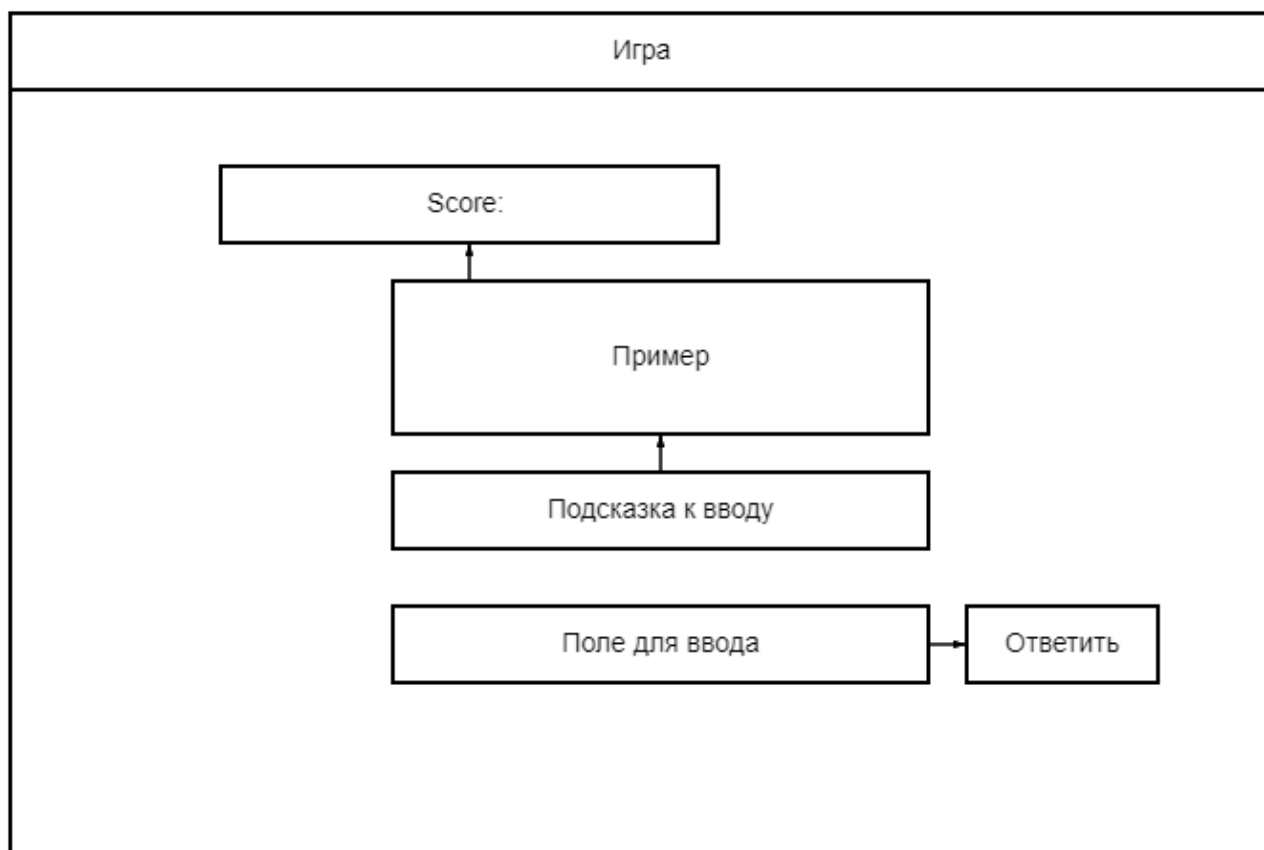 Игра
Score:
Пример
Подсказка к вводу
Поле для ввода
Ответить